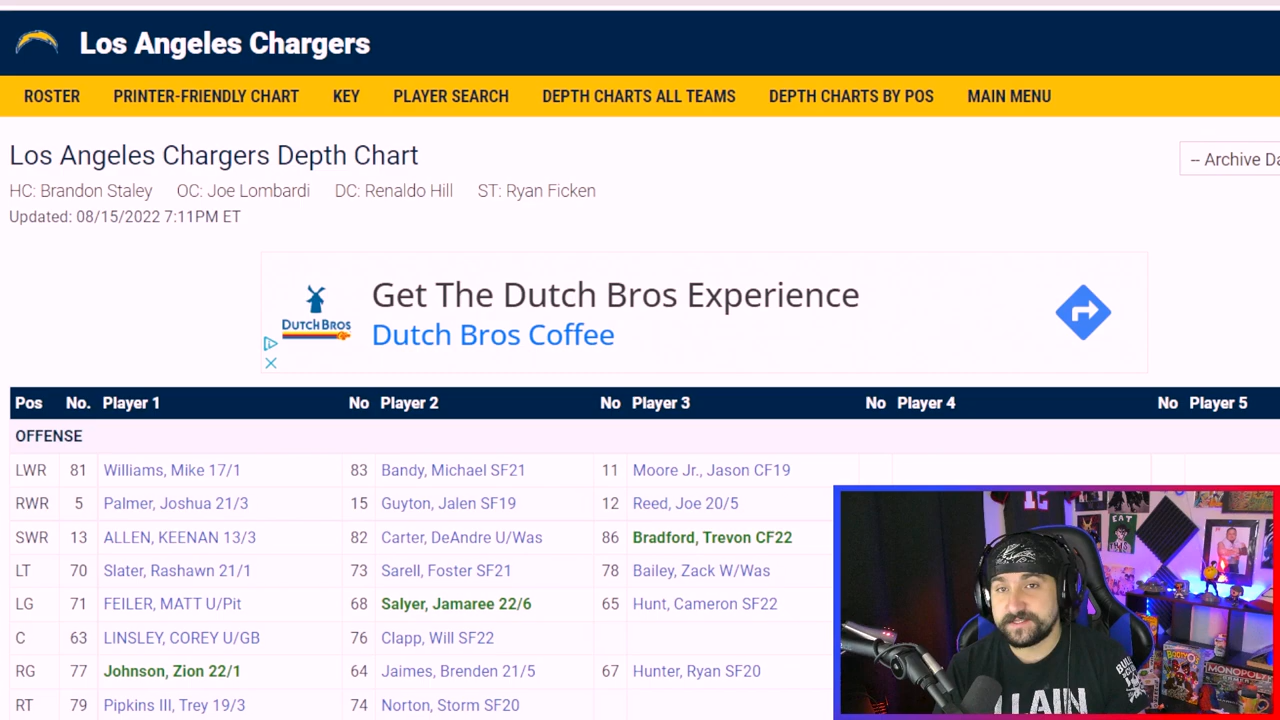 Los Angeles Chargers
ROSTER PRINTER-FRIENDLY CHART KEY PLAYER SEARCH DEPTH CHARTS ALL TEAMS DEPTH CHARTS BY POS MAIN MENU
Los Angeles Chargers Depth Chart
-- Archive Da
HC: Brandon Staley OC: Joe Lombardi DC: Renaldo Hill ST: Ryan Ficken
Updated: 08/15/2022 7:11PM ET
Get The Dutch Bros Experience
DUTCH BROS
Dutch Bros Coffee
Pos No. Player 1 No Player 2 No Player 3 No Player 4 No Player 5
OFFENSE
LWR 81 Williams, Mike 17/1 83 Bandy, Michael SF21 11 Moore Jr., Jason CF19
RWR 5 Palmer, Joshua 21/3 15 Guyton, Jalen SF19 12 Reed, Joe 20/5
SWR 13 ALLEN, KEENAN 13/3 82 Carter, DeAndre U/Was 86 Bradford, Trevon CF22
LT 70 Slater, Rashawn 21/1 73 Sarell, Foster SF21 78 Bailey, Zack W/Was
LG 71 FEILER, MATT U/Pit 68 Salyer, Jamaree 22/6 65 Hunt, Cameron SF22
C 63 LINSLEY, COREY U/GB 76 Clapp, Will SF22
RG 77 Johnson, Zion 22/1 64 Jaimes, Brenden 21/5 67 Hunter, Ryan SF20
RT 79 Pipkins III, Trey 19/3 74 Norton, Storm SF20
EAT
MONOPOLY